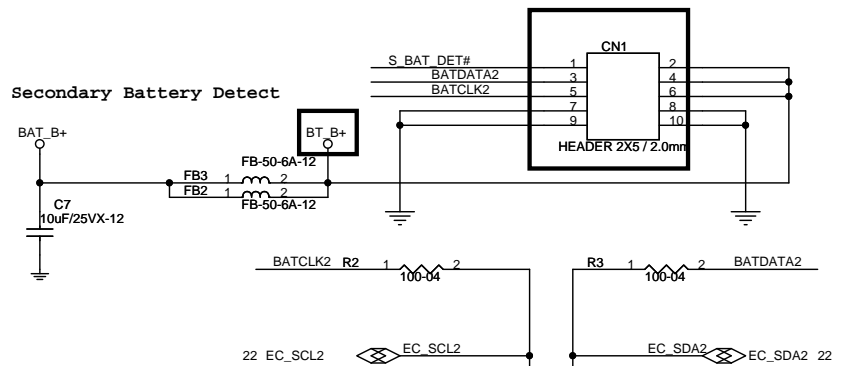 CN1
S_BAT_DET# 1 2
BATDATA2 3 4
BATCLK2 5 6
7 8
9 10
HEADER 2X5 / 2.0mm
Secondary Battery Detect
BAT_B+ BT_B+
FB-50-6A-12
FB3 1 2
FB2 1 2
FB-50-6A-12
C7
10uF/25VX-12
BATCLK2 R2 1 2
100-04
R3 1 2 BATDATA2
100-04
22 EC_SCL2 EC_SCL2
EC_SDA2 EC_SDA2 22